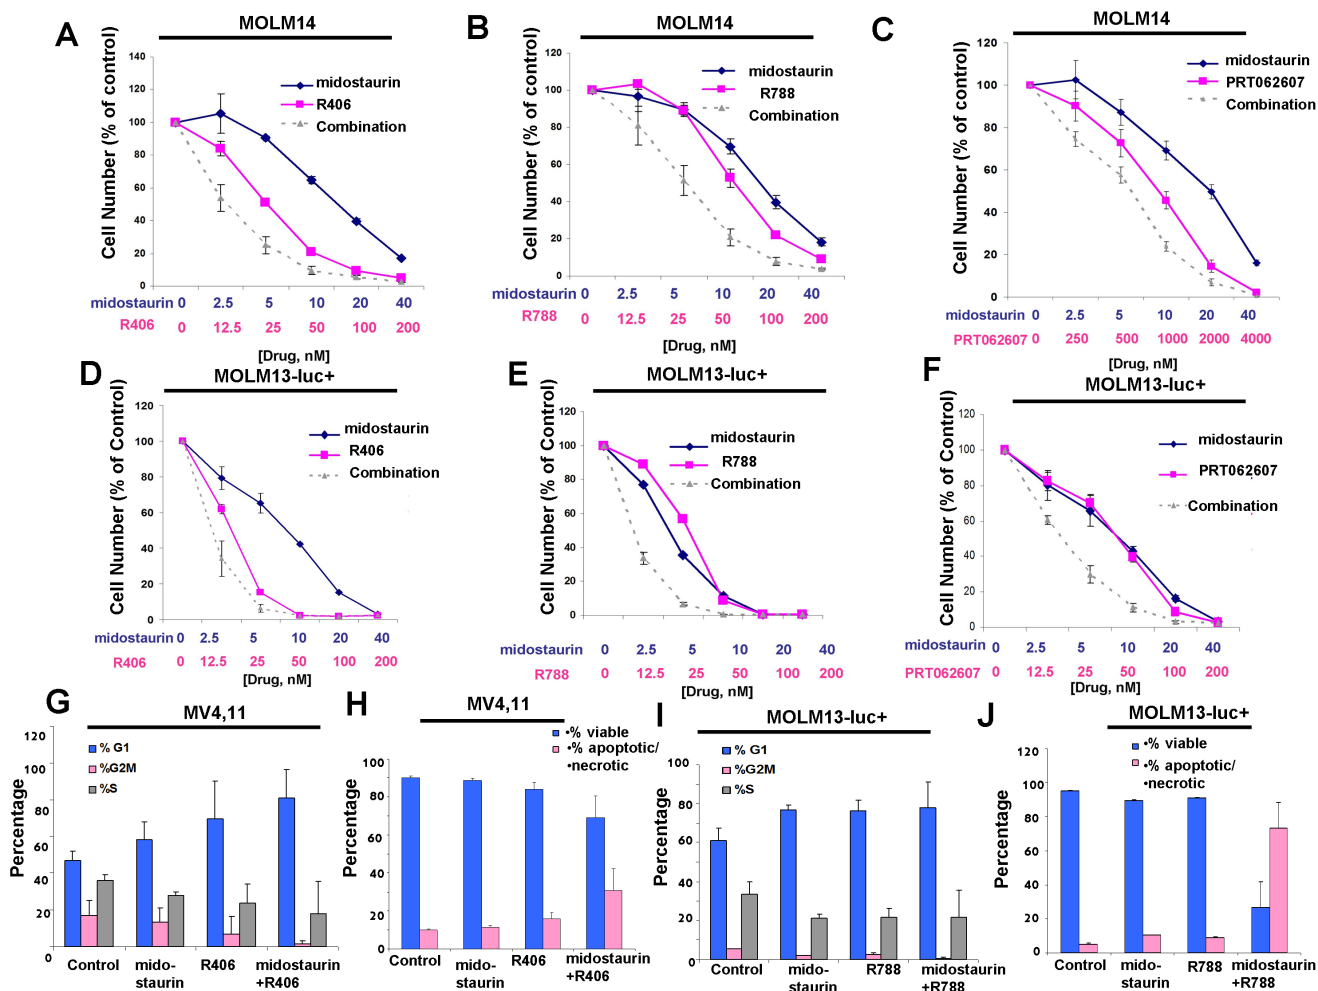 A
MOLM14
Cell Number (% of control)
140
120
100
80
60
40
20
0
midostaurin
R406
Combination
midostaurin 0 2.5 5 10 20 40
R406 0 12.5 25 50 100 200
[Drug, nM]
B
MOLM14
Cell Number (% of control)
120
100
80
60
40
20
0
midostaurin
R788
Combination
midostaurin 0 2.5 5 10 20 40
R788 0 12.5 25 50 100 200
[Drug, nM]
C
MOLM14
Cell Number (% of control)
120
100
80
60
40
20
0
midostaurin
PRT062607
Combination
midostaurin 0 2.5 5 10 20 40
PRT062607 0 250 500 1000 2000 4000
[Drug, nM]
D
MOLM13-luc+
Cell Number (% of Control)
120
100
80
60
40
20
0
midostaurin
R406
Combination
midostaurin 0 2.5 5 10 20 40
R406 0 12.5 25 50 100 200
[Drug, nM]
E
MOLM13-luc+
Cell Number (% of Control)
120
100
80
60
40
20
0
midostaurin
R788
Combination
midostaurin 0 2.5 5 10 20 40
R788 0 12.5 25 50 100 200
[Drug, nM]
F
MOLM13-luc+
Cell Number (% of Control)
120
100
80
60
40
20
0
midostaurin
PRT062607
Combination
midostaurin 0 2.5 5 10 20 40
PRT062607 0 12.5 25 50 100 200
[Drug, nM]
G
MV4,11
Percentage
120
100
80
60
40
20
0
% G1
%G2M
%S
Control mido- R406 midostaurin
staurin +R406
H
MV4,11
Percentage
100
80
60
40
20
0
•% viable
•% apoptotic/
•necrotic
Control mido- R406 midostaurin
staurin +R406
I
MOLM13-luc+
Percentage
100
80
60
40
20
0
% G1
%G2M
%S
Control mido- R788 midostaurin
staurin +R788
J
MOLM13-luc+
Percentage
120
100
80
60
40
20
0
•% viable
•% apoptotic/
•necrotic
Control mido- R788 midostaurin
staurin +R788